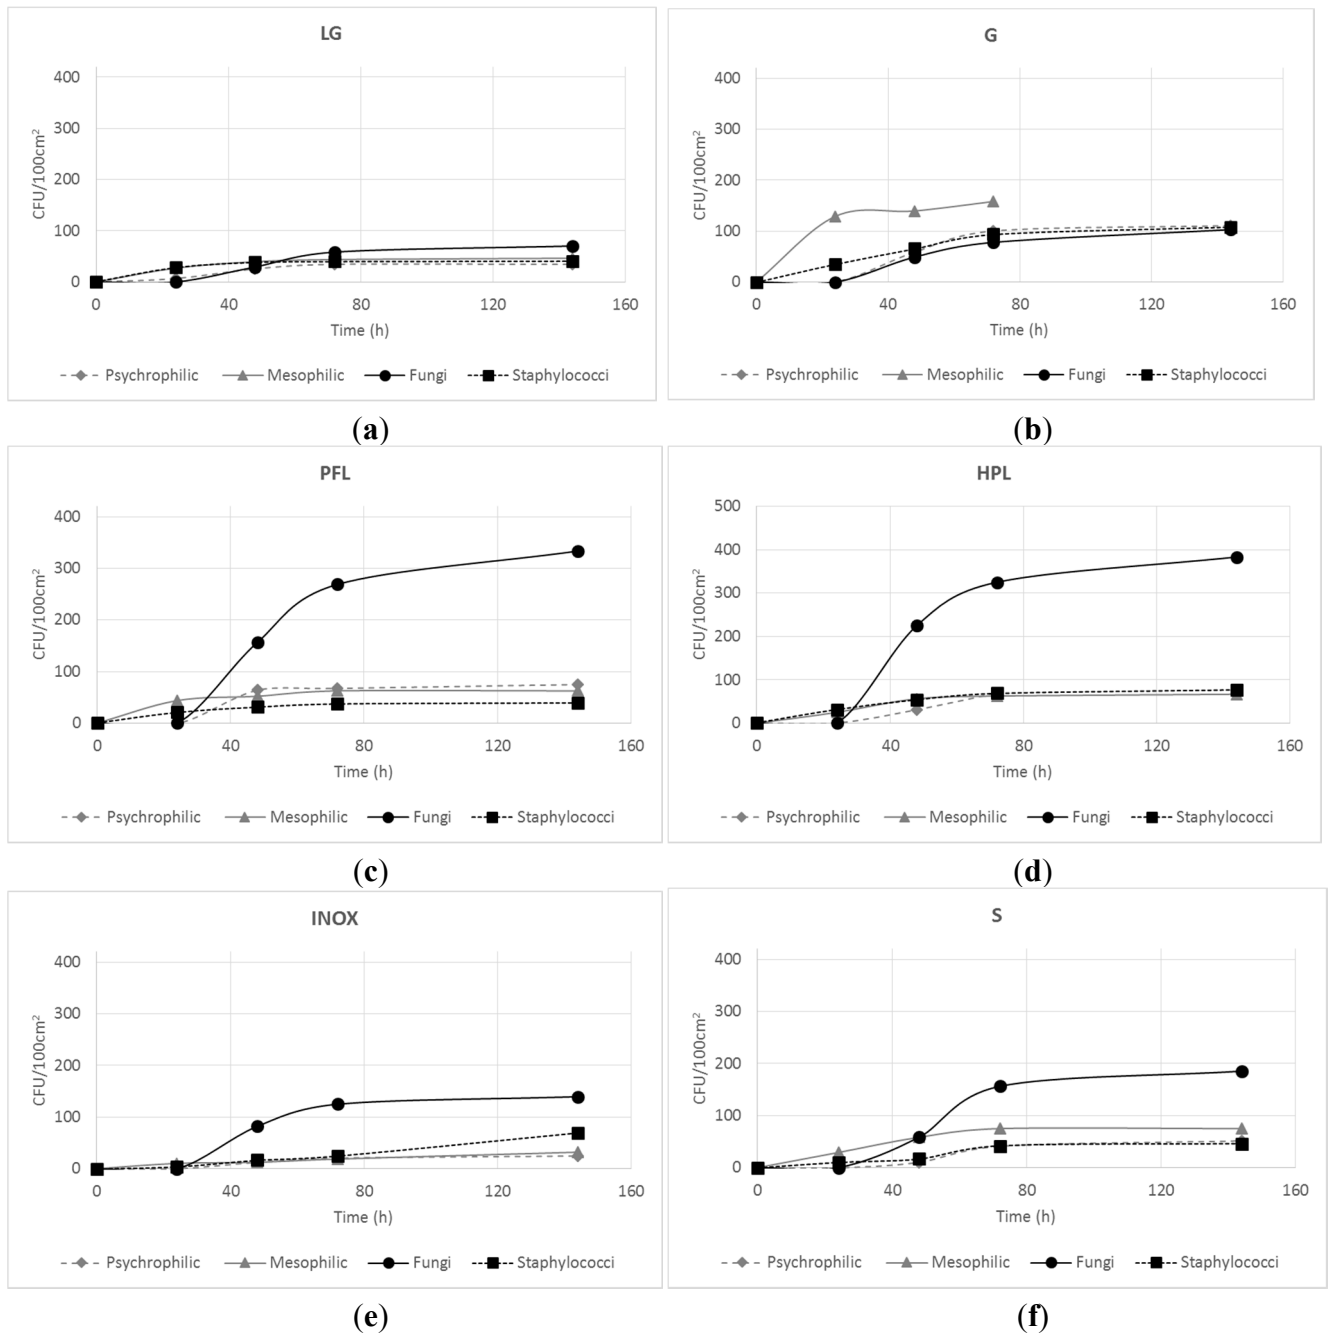 LG
400
300
200
100
0
CFU/100cm²
0 40 80 120 160
Time (h)
Psychrophilic Mesophilic Fungi Staphylococci
(a)
G
400
300
200
100
0
CFU/100cm²
0 40 80 120 160
Time (h)
Psychrophilic Mesophilic Fungi Staphylococci
(b)
PFL
400
300
200
100
0
CFU/100cm²
0 40 80 120 160
Time (h)
Psychrophilic Mesophilic Fungi Staphylococci
(c)
HPL
500
400
300
200
100
0
CFU/100cm²
0 40 80 120 160
Time (h)
Psychrophilic Mesophilic Fungi Staphylococci
(d)
INOX
400
300
200
100
0
CFU/100cm²
0 40 80 120 160
Time (h)
Psychrophilic Mesophilic Fungi Staphylococci
(e)
S
400
300
200
100
0
CFU/100cm²
0 40 80 120 160
Time (h)
Psychrophilic Mesophilic Fungi Staphylococci
(f)